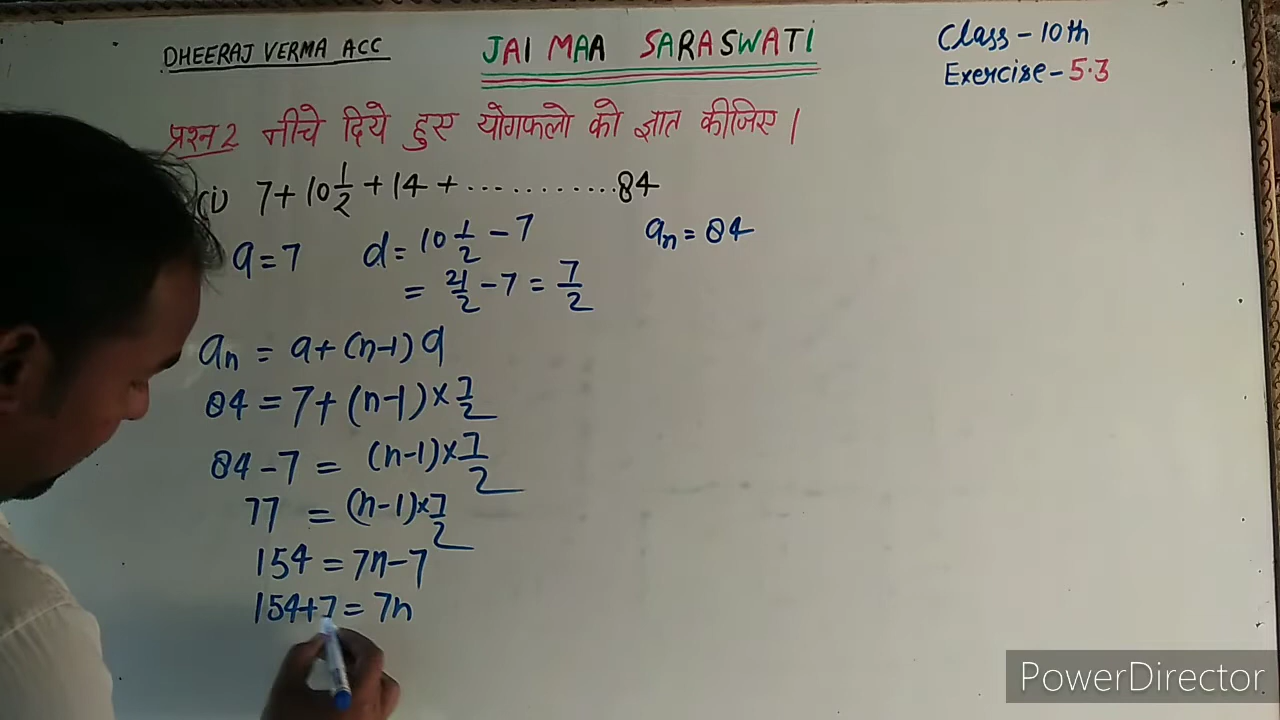 DHEERAJ VERMA ACC
JAI MAA SARASWATI
Class - 10th
Exercise - 5.3
प्रश्न 2 नीचे दिये हुए योगफलो को ज्ञात कीजिए ।
(i) 7 + 10 1/2 + 14 + ............84
a = 7 d = 10 1/2 - 7 an = 84
= 21/2 - 7 = 7/2
an = a + (n-1) d
84 = 7 + (n-1) × 7/2
84 - 7 = (n-1) × 7/2
77 = (n-1) × 7/2
154 = 7n - 7
154 + 7 = 7n
PowerDirector